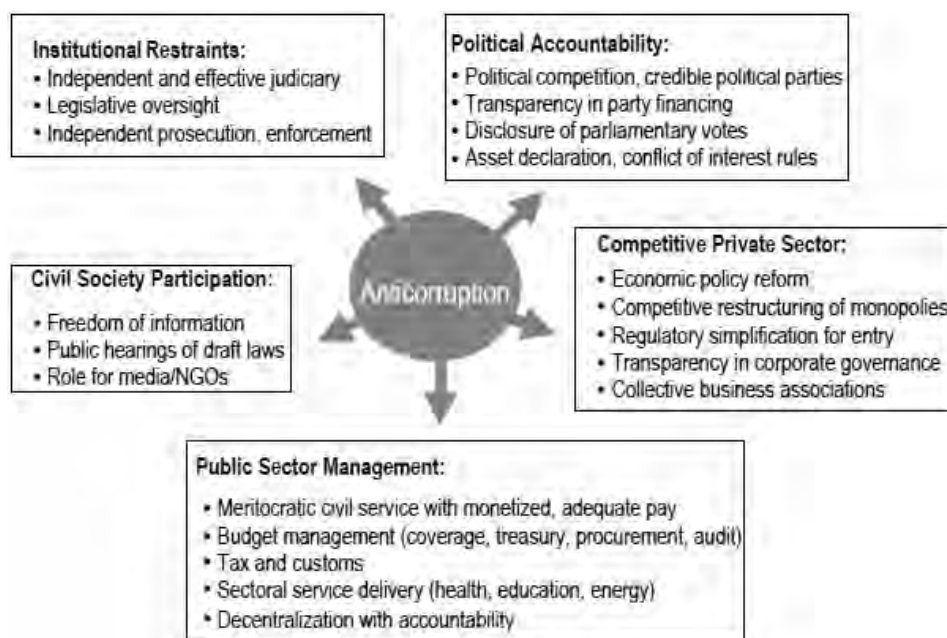 Institutional Restraints:
• Independent and effective judiciary
• Legislative oversight
• Independent prosecution, enforcement
Political Accountability:
• Political competition, credible political parties
• Transparency in party financing
• Disclosure of parliamentary votes
• Asset declaration, conflict of interest rules
Civil Society Participation:
• Freedom of information
• Public hearings of draft laws
• Role for media/NGOs
Anticorruption
Competitive Private Sector:
• Economic policy reform
• Competitive restructuring of monopolies
• Regulatory simplification for entry
• Transparency in corporate governance
• Collective business associations
Public Sector Management:
• Meritocratic civil service with monetized, adequate pay
• Budget management (coverage, treasury, procurement, audit)
• Tax and customs
• Sectoral service delivery (health, education, energy)
• Decentralization with accountability